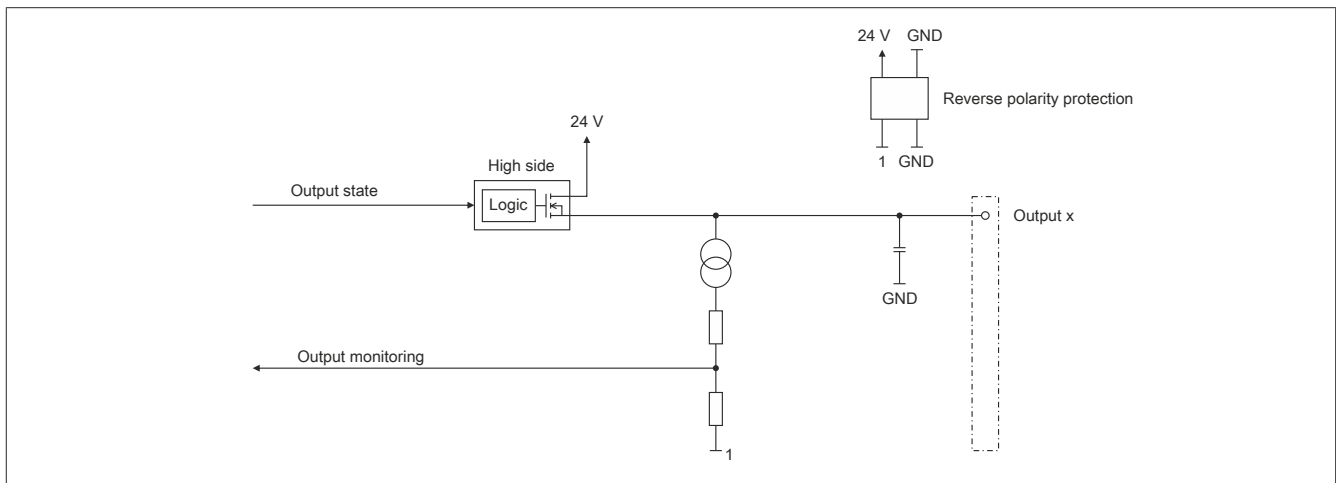 24 V GND
Reverse polarity protection
1 GND
24 V
High side
Output state
Logic
Output x
GND
Output monitoring
1